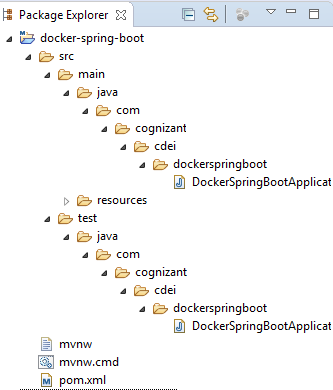 Package Explorer
docker-spring-boot
src
main
java
com
cognizant
cdei
dockerspringboot
DockerSpringBootApplicat
resources
test
java
com
cognizant
cdei
dockerspringboot
DockerSpringBootApplicat
mvnw
mvnw.cmd
pom.xml